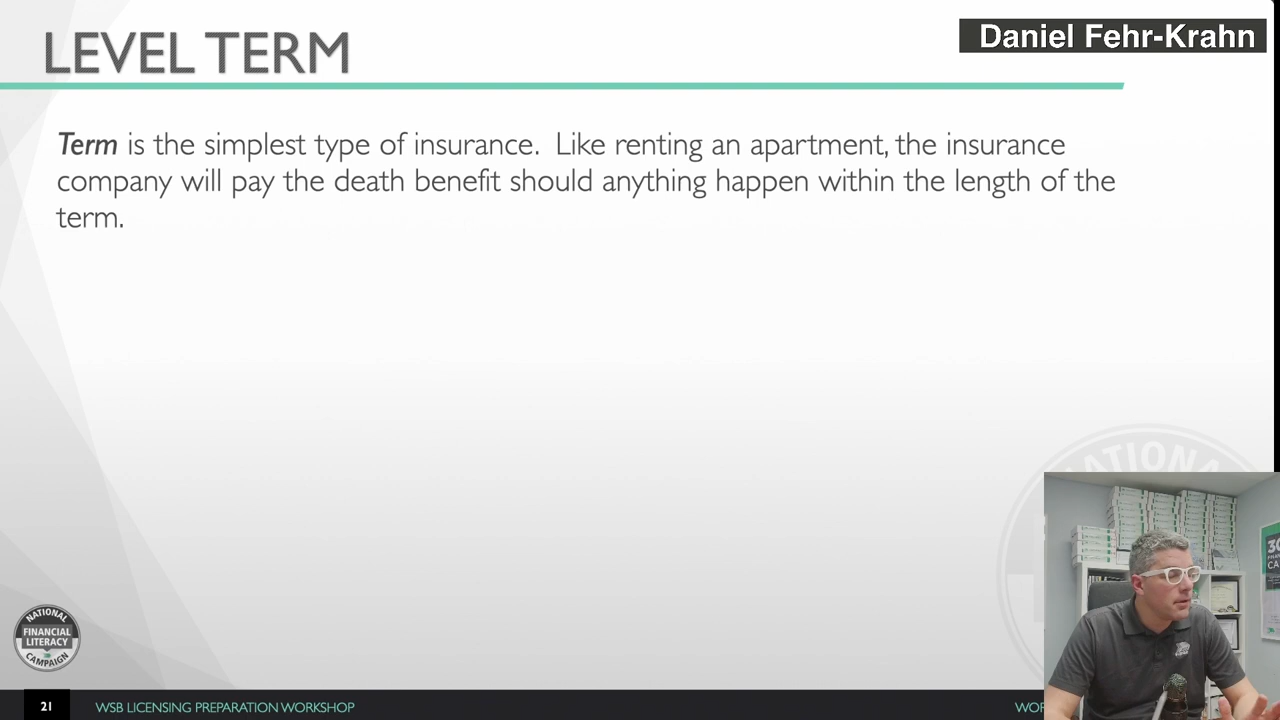 LEVEL TERM
Daniel Fehr-Krahn
Term is the simplest type of insurance. Like renting an apartment, the insurance
company will pay the death benefit should anything happen within the length of the
term.
NATIONAL
FINANCIAL
LITERACY
CAMPAIGN
21
WSB LICENSING PREPARATION WORKSHOP